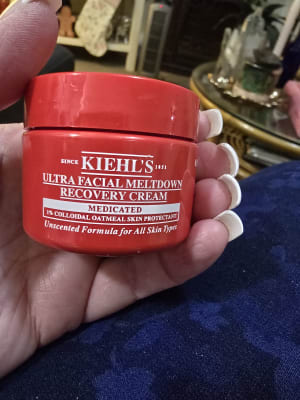 SINCE KIEHL'S 1851
ULTRA FACIAL MELTDOWN
RECOVERY CREAM
MEDICATED
1% COLLOIDAL OATMEAL SKIN PROTECTANT
Unscented Formula for All Skin Types